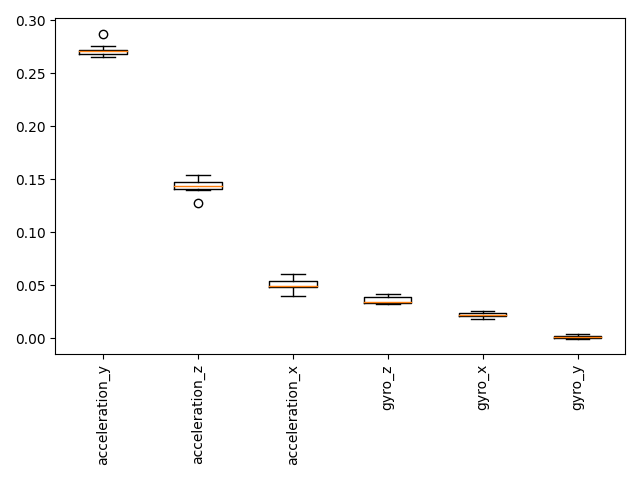 0.30
0.25
0.20
0.15
0.10
0.05
0.00
acceleration_y
acceleration_z
acceleration_x
gyro_z
gyro_x
gyro_y